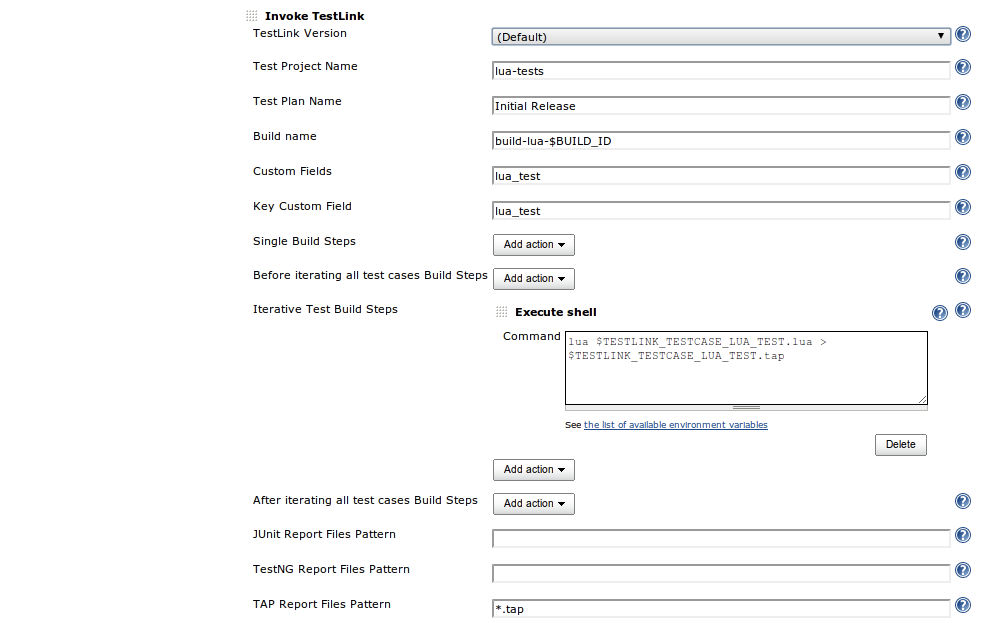 Invoke TestLink
TestLink Version
(Default)
Test Project Name
lua-tests
Test Plan Name
Initial Release
Build name
build-lua-$BUILD_ID
Custom Fields
lua_test
Key Custom Field
lua_test
Single Build Steps
Add action
Before iterating all test cases Build Steps
Add action
Iterative Test Build Steps
Execute shell
Command
lua $TESTLINK_TESTCASE_LUA_TEST.lua >
$TESTLINK_TESTCASE_LUA_TEST.tap
See the list of available environment variables
Delete
Add action
After iterating all test cases Build Steps
Add action
JUnit Report Files Pattern
TestNG Report Files Pattern
TAP Report Files Pattern
*.tap